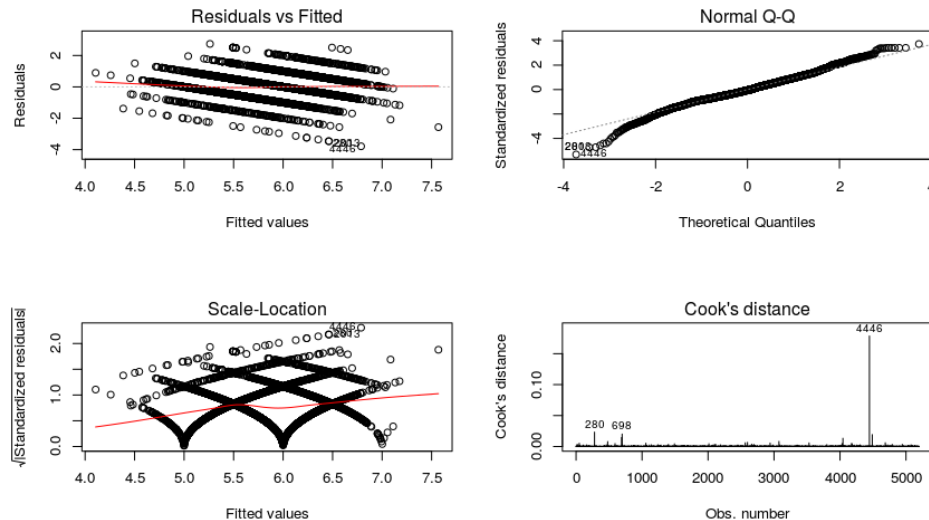 Residuals vs Fitted
Residuals
2
0
-2
-4
4446
4.0 4.5 5.0 5.5 6.0 6.5 7.0 7.5
Fitted values
Normal Q-Q
Standardized residuals
4
2
0
-4
4446
-4 -2 0 2 4
Theoretical Quantiles
Scale-Location
√|Standardized residuals|
2.0
1.0
0.0
4446
4.0 4.5 5.0 5.5 6.0 6.5 7.0 7.5
Fitted values
Cook's distance
Cook's distance
0.10
0.00
4446
280 698
0 1000 2000 3000 4000 5000
Obs. number